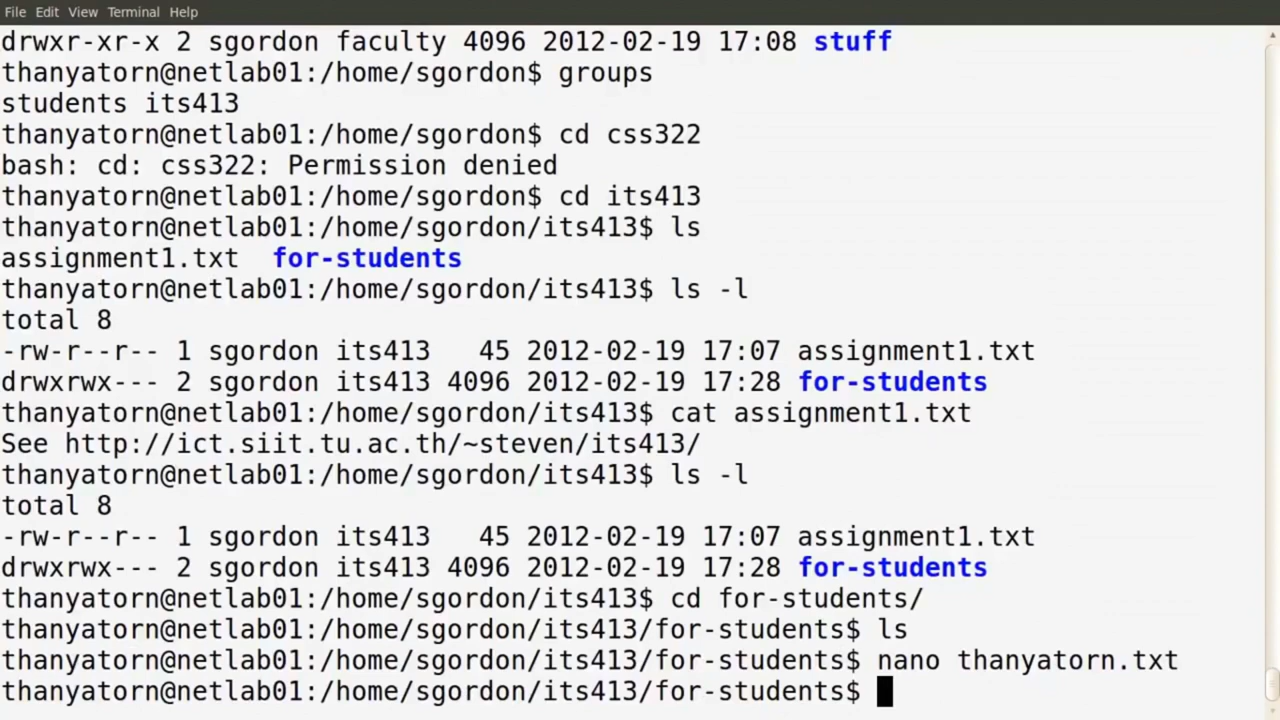 File Edit View Terminal Help
drwxr-xr-x 2 sgordon faculty 4096 2012-02-19 17:08 stuff
thanyatorn@netlab01:/home/sgordon$ groups
students its413
thanyatorn@netlab01:/home/sgordon$ cd css322
bash: cd: css322: Permission denied
thanyatorn@netlab01:/home/sgordon$ cd its413
thanyatorn@netlab01:/home/sgordon/its413$ ls
assignment1.txt  for-students
thanyatorn@netlab01:/home/sgordon/its413$ ls -l
total 8
-rw-r--r-- 1 sgordon its413   45 2012-02-19 17:07 assignment1.txt
drwxrwx--- 2 sgordon its413 4096 2012-02-19 17:28 for-students
thanyatorn@netlab01:/home/sgordon/its413$ cat assignment1.txt
See http://ict.siit.tu.ac.th/~steven/its413/
thanyatorn@netlab01:/home/sgordon/its413$ ls -l
total 8
-rw-r--r-- 1 sgordon its413   45 2012-02-19 17:07 assignment1.txt
drwxrwx--- 2 sgordon its413 4096 2012-02-19 17:28 for-students
thanyatorn@netlab01:/home/sgordon/its413$ cd for-students/
thanyatorn@netlab01:/home/sgordon/its413/for-students$ ls
thanyatorn@netlab01:/home/sgordon/its413/for-students$ nano thanyatorn.txt
thanyatorn@netlab01:/home/sgordon/its413/for-students$